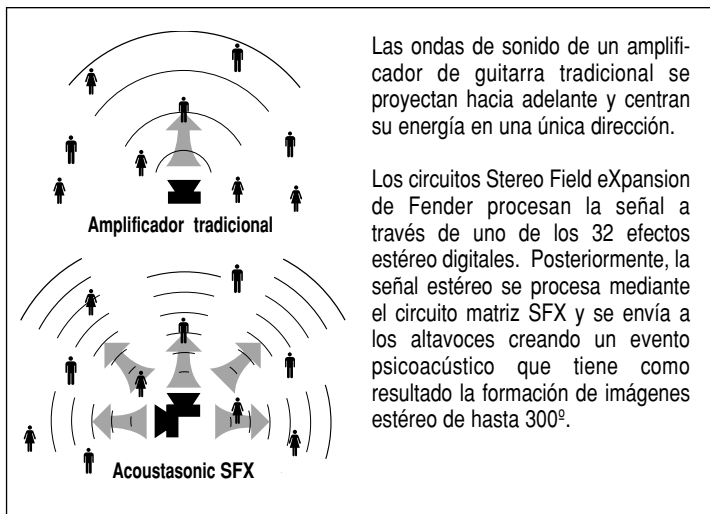 Las ondas de sonido de un amplifi-
cador de guitarra tradicional se
proyectan hacia adelante y centran
su energía en una única dirección.
Los circuitos Stereo Field eXpansion
de Fender procesan la señal a
través de uno de los 32 efectos
estéreo digitales. Posteriormente, la
señal estéreo se procesa mediante
el circuito matriz SFX y se envía a
los altavoces creando un evento
psicoacústico que tiene como
resultado la formación de imágenes
estéreo de hasta 300º.
Amplificador tradicional
Acoustasonic SFX